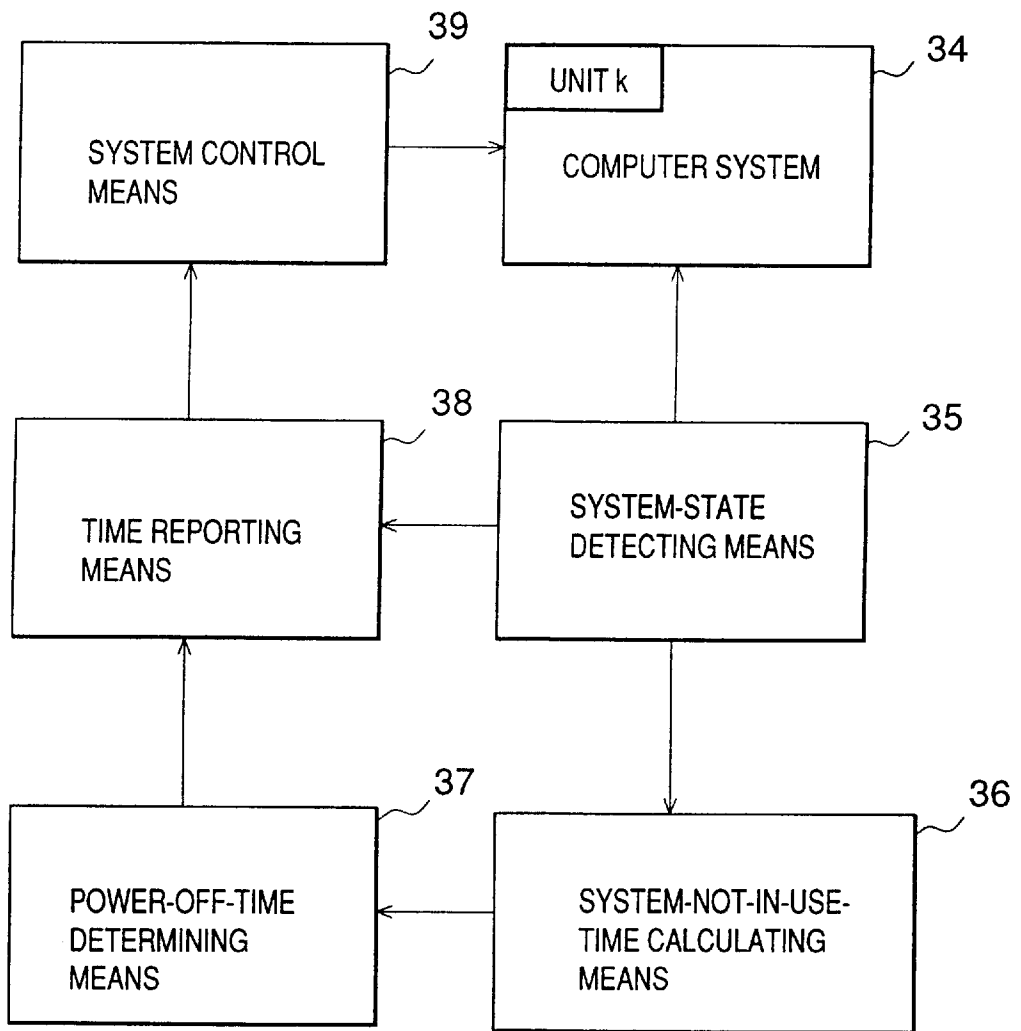 39
SYSTEM CONTROL
MEANS
34
UNIT k
COMPUTER SYSTEM
38
TIME REPORTING
MEANS
35
SYSTEM-STATE
DETECTING MEANS
37
POWER-OFF-TIME
DETERMINING
MEANS
36
SYSTEM-NOT-IN-USE-
TIME CALCULATING
MEANS